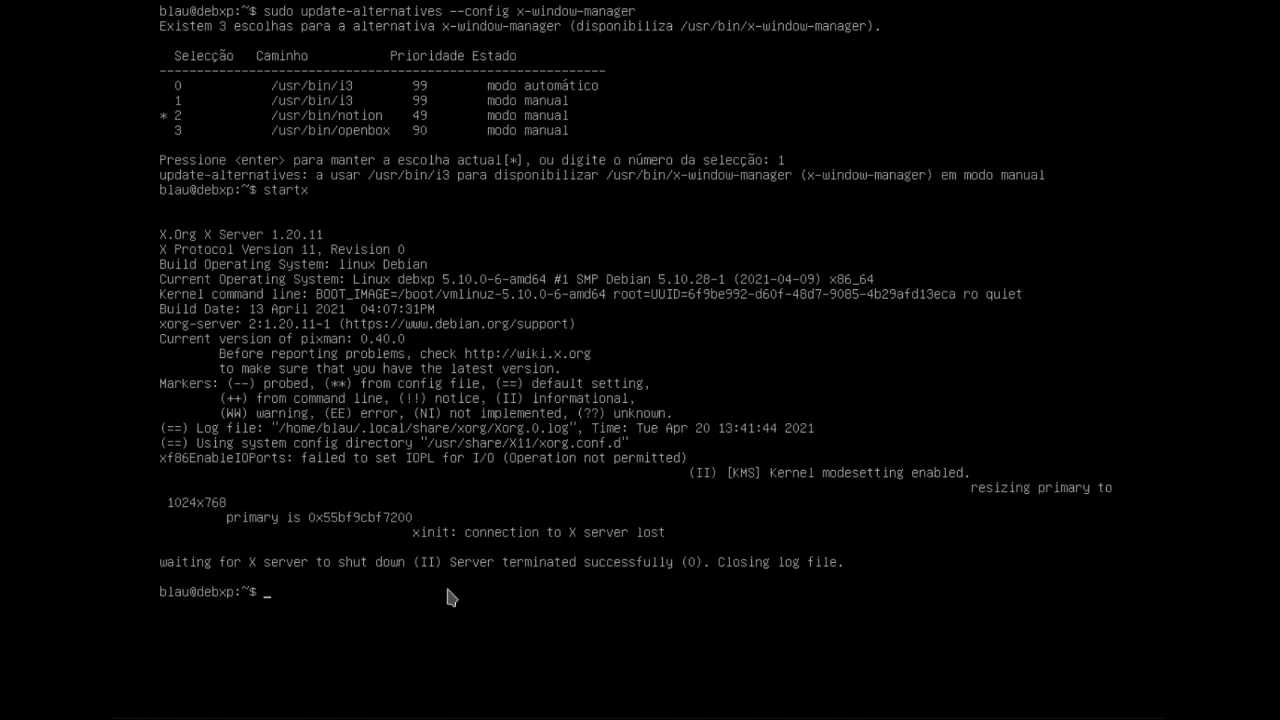 blau@debxp:~$ sudo update-alternatives --config x-window-manager
Existem 3 escolhas para a alternativa x-window-manager (disponibiliza /usr/bin/x-window-manager).
Selecção Caminho Prioridade Estado
------------------------------------------------------------
0 /usr/bin/i3 99 modo automático
1 /usr/bin/i3 99 modo manual
* 2 /usr/bin/notion 49 modo manual
3 /usr/bin/openbox 90 modo manual
Pressione <enter> para manter a escolha actual[*], ou digite o número da selecção: 1
update-alternatives: a usar /usr/bin/i3 para disponibilizar /usr/bin/x-window-manager (x-window-manager) em modo manual
blau@debxp:~$ startx
X.Org X Server 1.20.11
X Protocol Version 11, Revision 0
Build Operating System: linux Debian
Current Operating System: Linux debxp 5.10.0-6-amd64 #1 SMP Debian 5.10.28-1 (2021-04-09) x86_64
Kernel command line: BOOT_IMAGE=/boot/vmlinuz-5.10.0-6-amd64 root=UUID=6f9be992-d60f-48d7-9085-4b29afd13eca ro quiet
Build Date: 13 April 2021  04:07:31PM
xorg-server 2:1.20.11-1 (https://www.debian.org/support)
Current version of pixman: 0.40.0
Before reporting problems, check http://wiki.x.org
to make sure that you have the latest version.
Markers: (--) probed, (**) from config file, (==) default setting,
(++) from command line, (!!) notice, (II) informational,
(WW) warning, (EE) error, (NI) not implemented, (??) unknown.
(==) Log file: "/home/blau/.local/share/xorg/Xorg.0.log", Time: Tue Apr 20 13:41:44 2021
(==) Using system config directory "/usr/share/X11/xorg.conf.d"
xf86EnableIOPorts: failed to set IOPL for I/O (Operation not permitted)
(II) [KMS] Kernel modesetting enabled.
resizing primary to
1024x768
primary is 0x55bf9cbf7200
xinit: connection to X server lost
waiting for X server to shut down (II) Server terminated successfully (0). Closing log file.
blau@debxp:~$ _